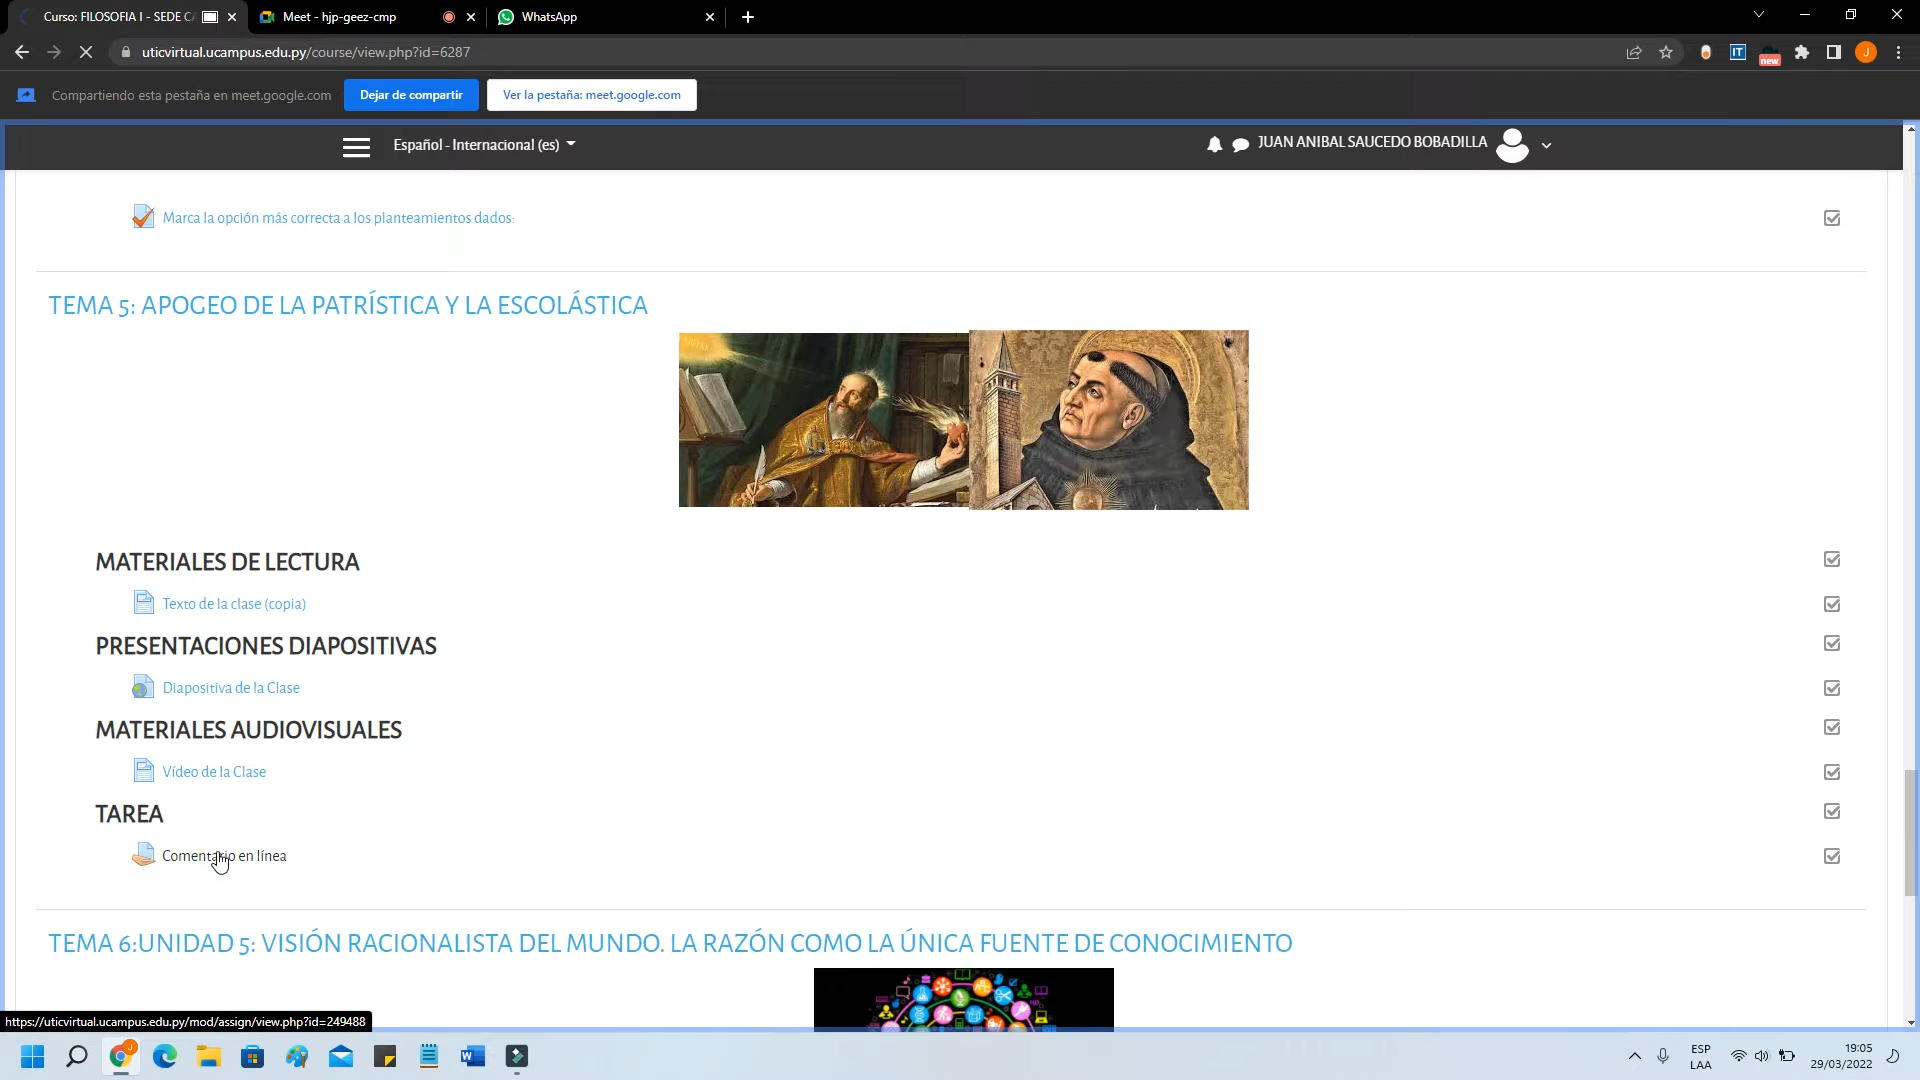 Curso: FILOSOFIA I - SEDE CA
Meet - hjp-geez-cmp
WhatsApp
uticvirtual.ucampus.edu.py/course/view.php?id=6287
IT
new
J
Compartiendo esta pestaña en meet.google.com
Dejar de compartir
Ver la pestaña: meet.google.com
Español - Internacional (es)
JUAN ANIBAL SAUCEDO BOBADILLA
Marca la opción más correcta a los planteamientos dados:
TEMA 5: APOGEO DE LA PATRÍSTICA Y LA ESCOLÁSTICA
MATERIALES DE LECTURA
Texto de la clase (copia)
PRESENTACIONES DIAPOSITIVAS
Diapositiva de la Clase
MATERIALES AUDIOVISUALES
Vídeo de la Clase
TAREA
Comentario en línea
TEMA 6:UNIDAD 5: VISIÓN RACIONALISTA DEL MUNDO. LA RAZÓN COMO LA ÚNICA FUENTE DE CONOCIMIENTO
https://uticvirtual.ucampus.edu.py/mod/assign/view.php?id=249488
J
ESP
LAA
19:05
29/03/2022